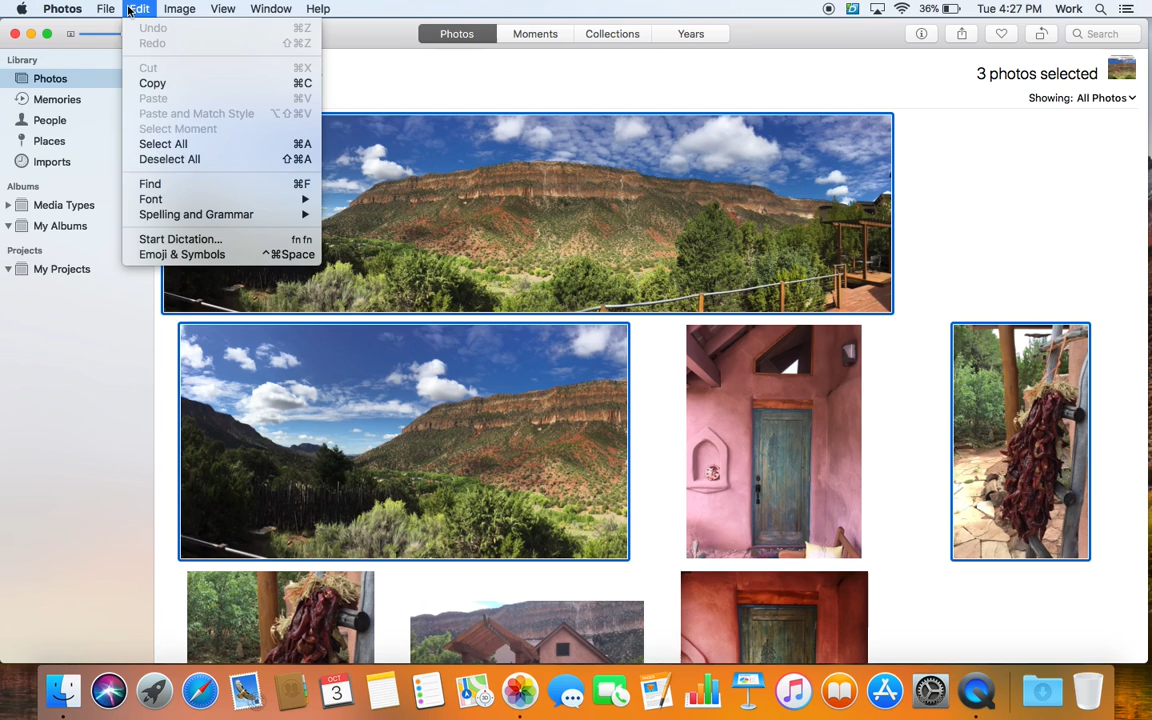 Photos File Edit Image View Window Help 36% Tue 4:27 PM Work
Photos Moments Collections Years Search
Library
Photos
Memories
People
Places
Imports
Albums
Media Types
My Albums
Projects
My Projects
Undo ⌘Z
Redo ⇧⌘Z
Cut ⌘X
Copy ⌘C
Paste ⌘V
Paste and Match Style ⌥⇧⌘V
Select Moment
Select All ⌘A
Deselect All ⇧⌘A
Find ⌘F
Font
Spelling and Grammar
Start Dictation... fn fn
Emoji & Symbols ^⌘Space
3 photos selected
Showing: All Photos
OCT
3